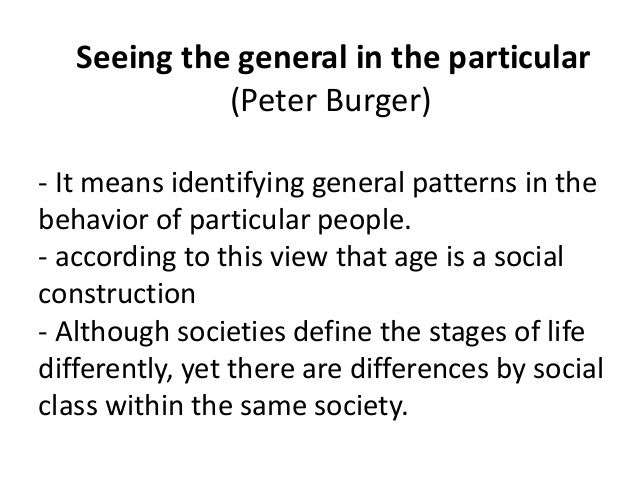 Seeing the general in the particular
(Peter Burger)
- It means identifying general patterns in the
behavior of particular people.
- according to this view that age is a social
construction
- Although societies define the stages of life
differently, yet there are differences by social
class within the same society.